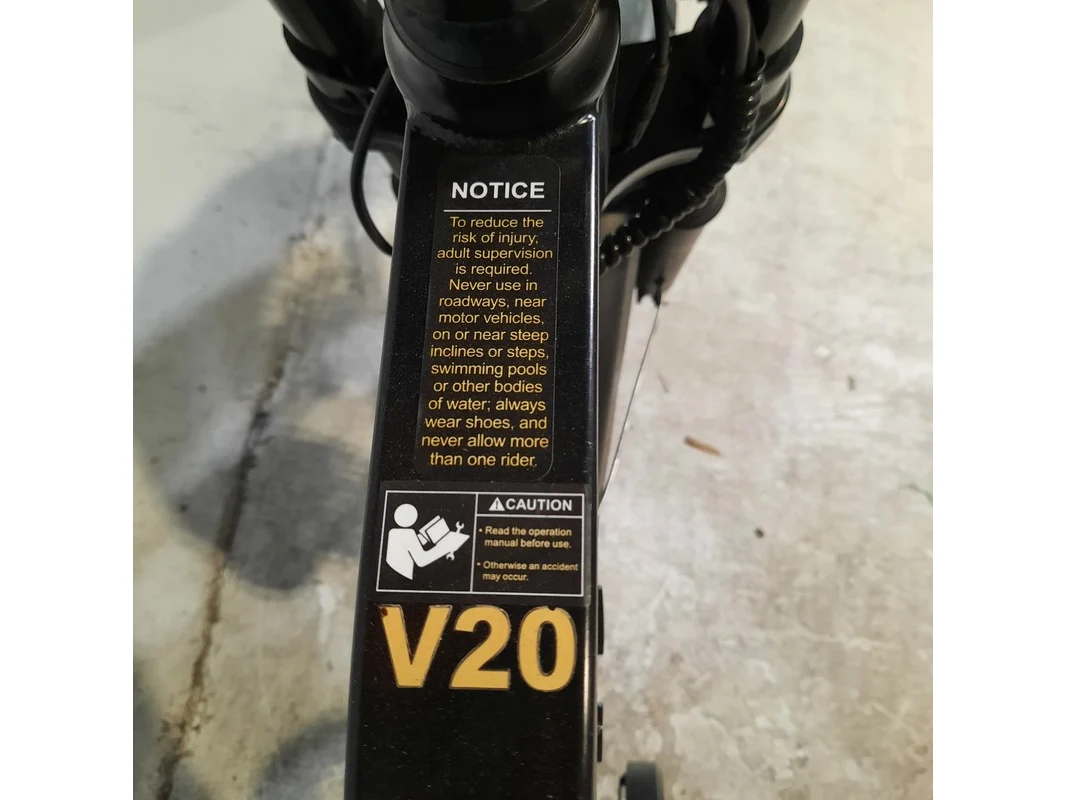 NOTICE
To reduce the
risk of injury,
adult supervision
is required.
Never use in
roadways, near
motor vehicles,
on or near steep
inclines or steps,
swimming pools
or other bodies
of water; always
wear shoes, and
never allow more
than one rider.
CAUTION
• Read the operation
manual before use.
• Otherwise an accident
may occur.
V20